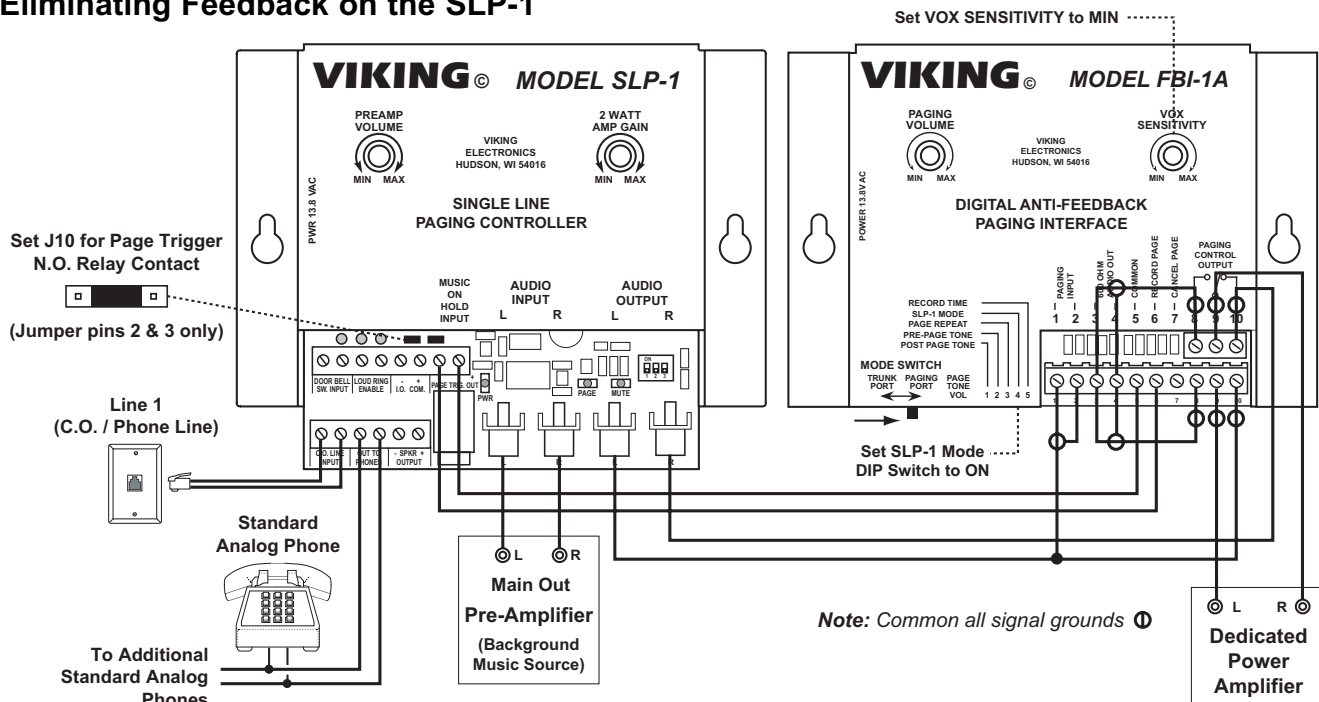 Eliminating Feedback on the SLP-1
Set VOX SENSITIVITY to MIN
VIKING© MODEL SLP-1
PREAMP
VOLUME
MIN MAX
VIKING
ELECTRONICS
HUDSON, WI 54016
2 WATT
AMP GAIN
MIN MAX
PWR 13.8 VAC
SINGLE LINE
PAGING CONTROLLER
MUSIC
ON
HOLD
INPUT
AUDIO
INPUT
L R
AUDIO
OUTPUT
L R
Set J10 for Page Trigger
N.O. Relay Contact
(Jumper pins 2 & 3 only)
DOOR BELL
SW. INPUT
LOUD RING
ENABLE
- +
I.O. COM.
PAGE TRIG. OUT
+
PWR
PAGE
MUTE
ON
1 2 3
C.O. LINE
INPUT
OUT TO
PHONES
- SPKR +
OUTPUT
L R L R
Line 1
(C.O. / Phone Line)
Standard
Analog Phone
To Additional
Standard Analog
Phones
L R
Main Out
Pre-Amplifier
(Background
Music Source)
VIKING© MODEL FBI-1A
PAGING
VOLUME
MIN MAX
VIKING
ELECTRONICS
HUDSON, WI 54016
VOX
SENSITIVITY
MIN MAX
POWER 13.8V AC
DIGITAL ANTI-FEEDBACK
PAGING INTERFACE
PAGING
INPUT
600 OHM
AUDIO OUT
COMMON
RECORD PAGE
CANCEL PAGE
PAGING
CONTROL
OUTPUT
1 2 3 4 5 6 7 8 9 10
RECORD TIME
SLP-1 MODE
PAGE REPEAT
PRE-PAGE TONE
POST PAGE TONE
MODE SWITCH
TRUNK
PORT
PAGING
PORT
PAGE
TONE
VOL
1 2 3 4 5
1 2 3 4 7 8 9 10
Set SLP-1 Mode
DIP Switch to ON
Note: Common all signal grounds
L R
Dedicated
Power
Amplifier